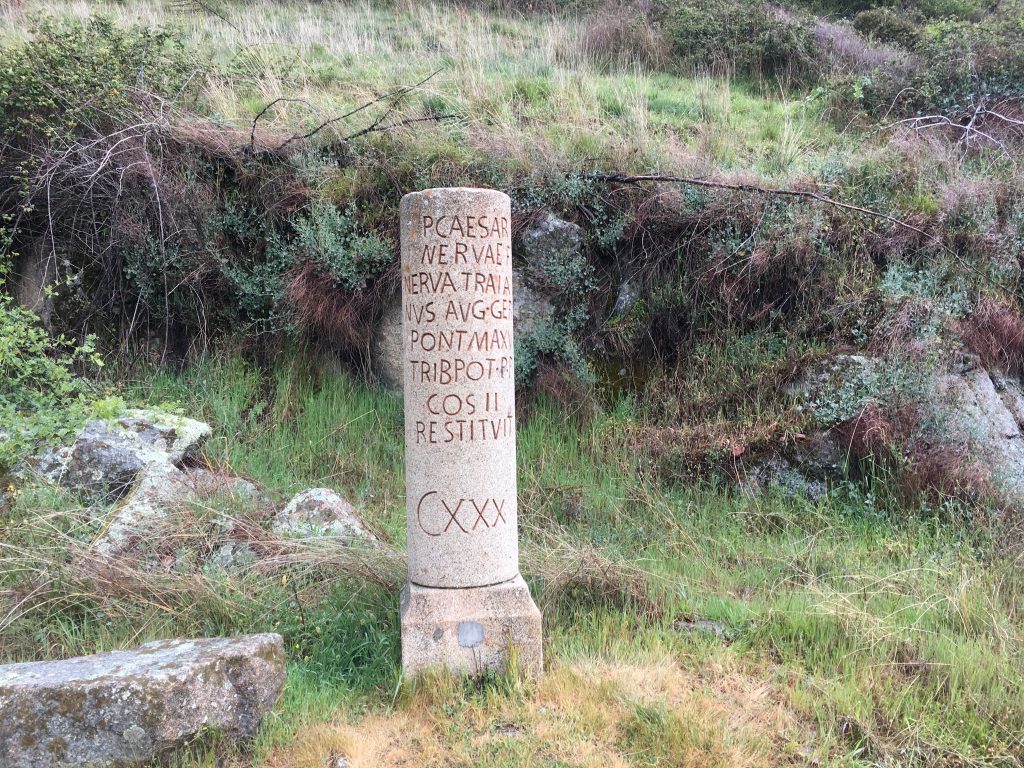 P.CAESAR
NERVAE F
NERVA TRAIA
NVS AVG·GER
PONT MAX
TRIB POT·P
COS II
RESTITVIT
CXXX